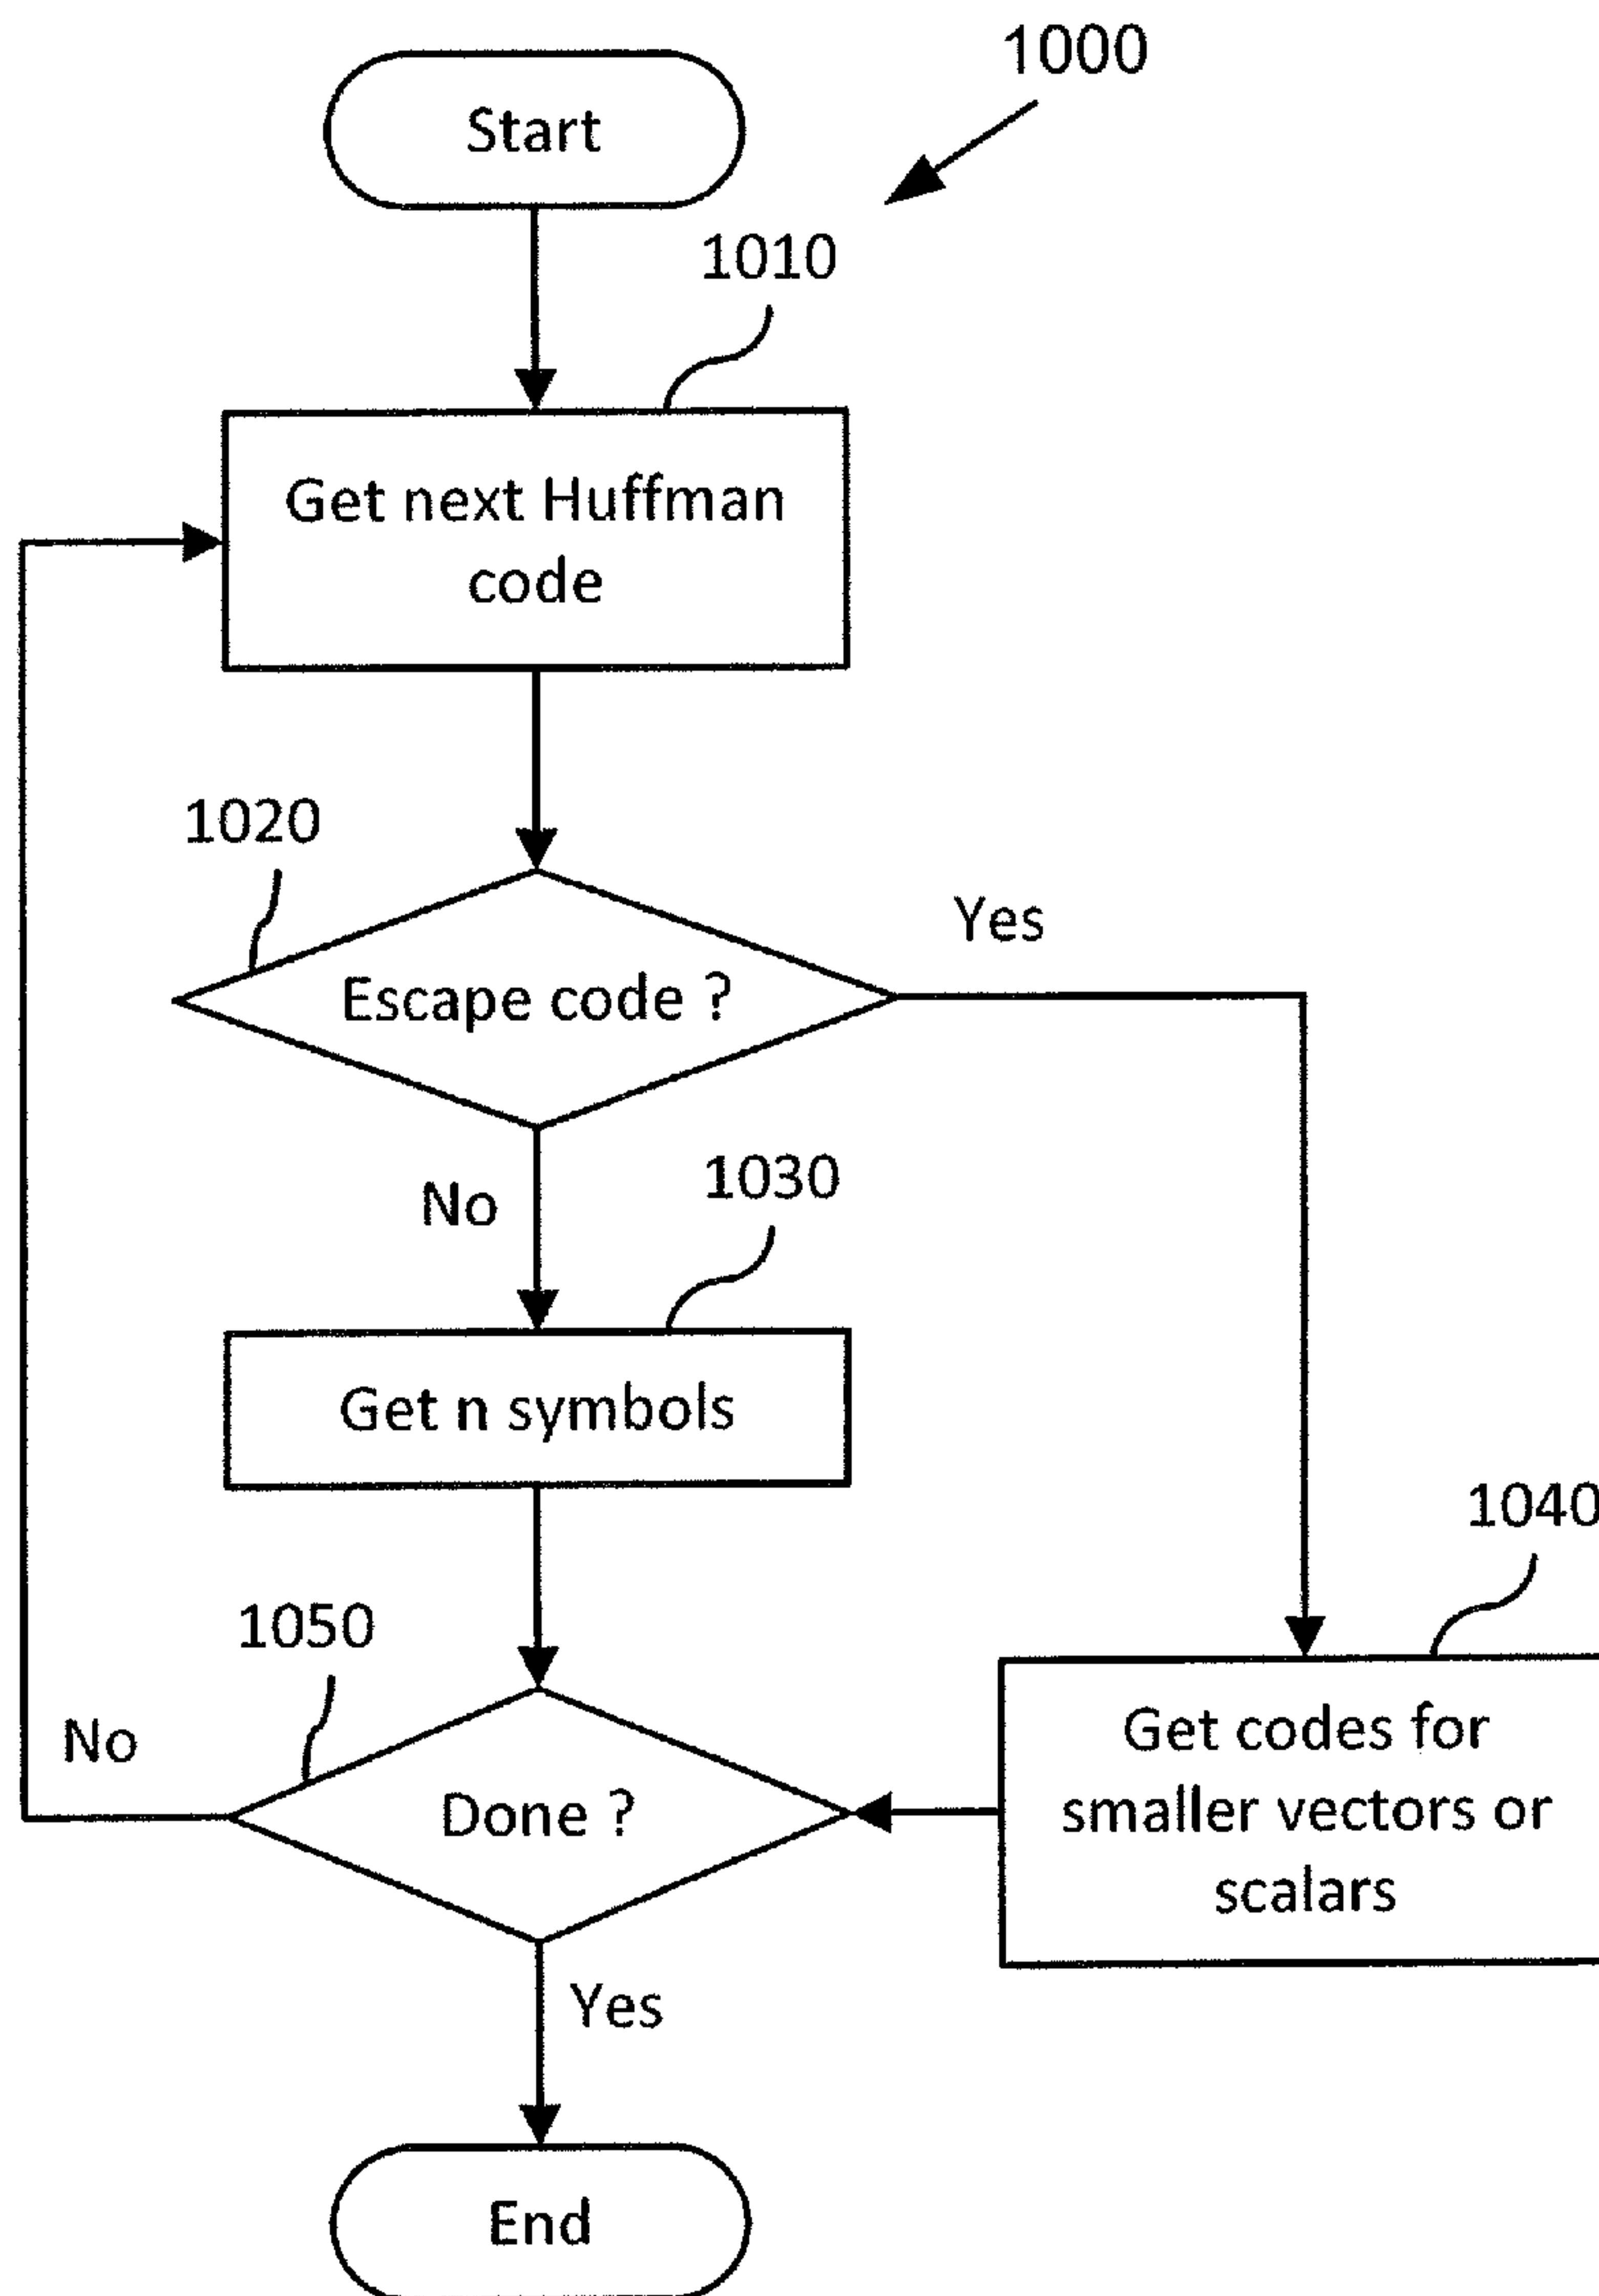 1000
Start
1010
Get next Huffman
code
1020
Yes
Escape code ?
No
1030
Get n symbols
1040
1050
No
Get codes for
smaller vectors or
scalars
Done ?
Yes
End